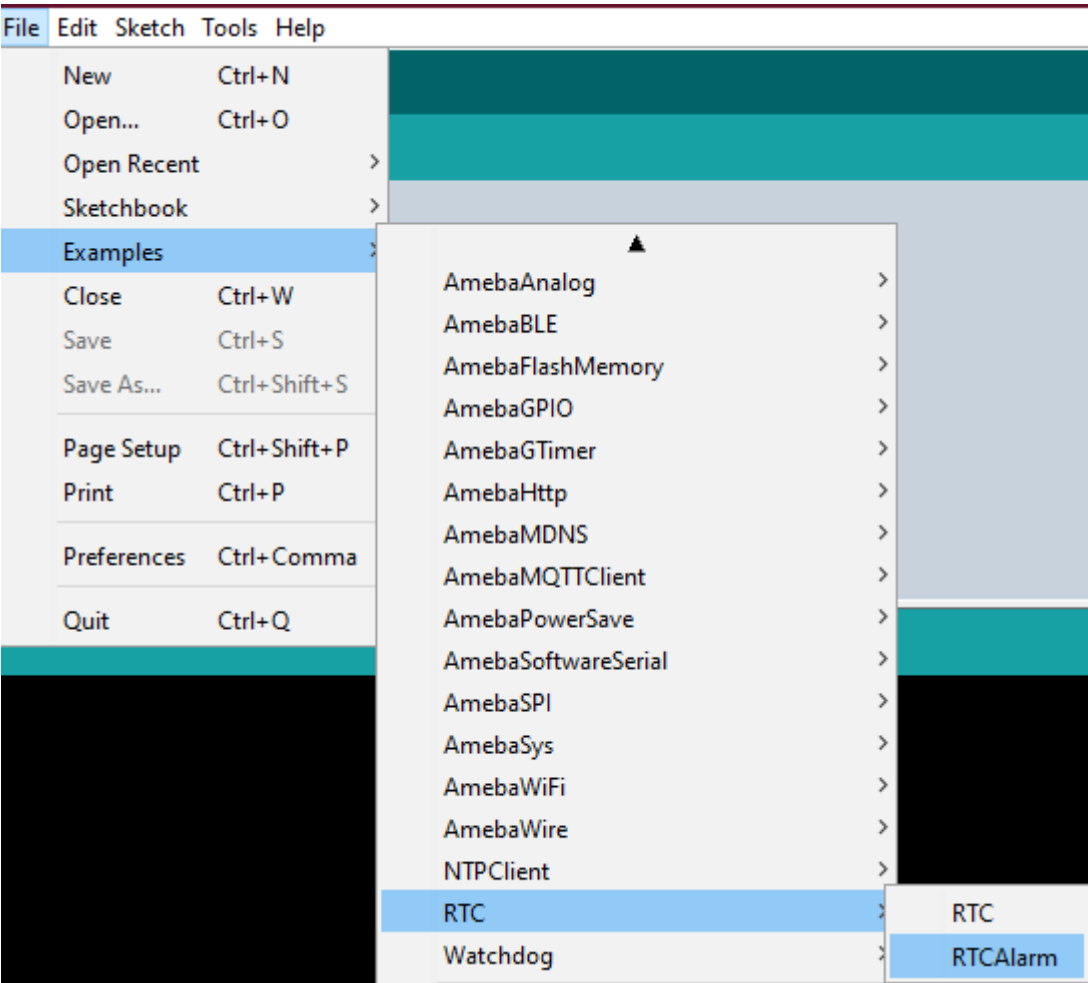 File Edit Sketch Tools Help
New Ctrl+N
Open... Ctrl+O
Open Recent
Sketchbook
Examples
Close Ctrl+W
Save Ctrl+S
Save As... Ctrl+Shift+S
Page Setup Ctrl+Shift+P
Print Ctrl+P
Preferences Ctrl+Comma
Quit Ctrl+Q
AmebaAnalog
AmebaBLE
AmebaFlashMemory
AmebaGPIO
AmebaGTimer
AmebaHttp
AmebaMDNS
AmebaMQTTClient
AmebaPowerSave
AmebaSoftwareSerial
AmebaSPI
AmebaSys
AmebaWiFi
AmebaWire
NTPClient
RTC
Watchdog
RTC
RTCAlarm